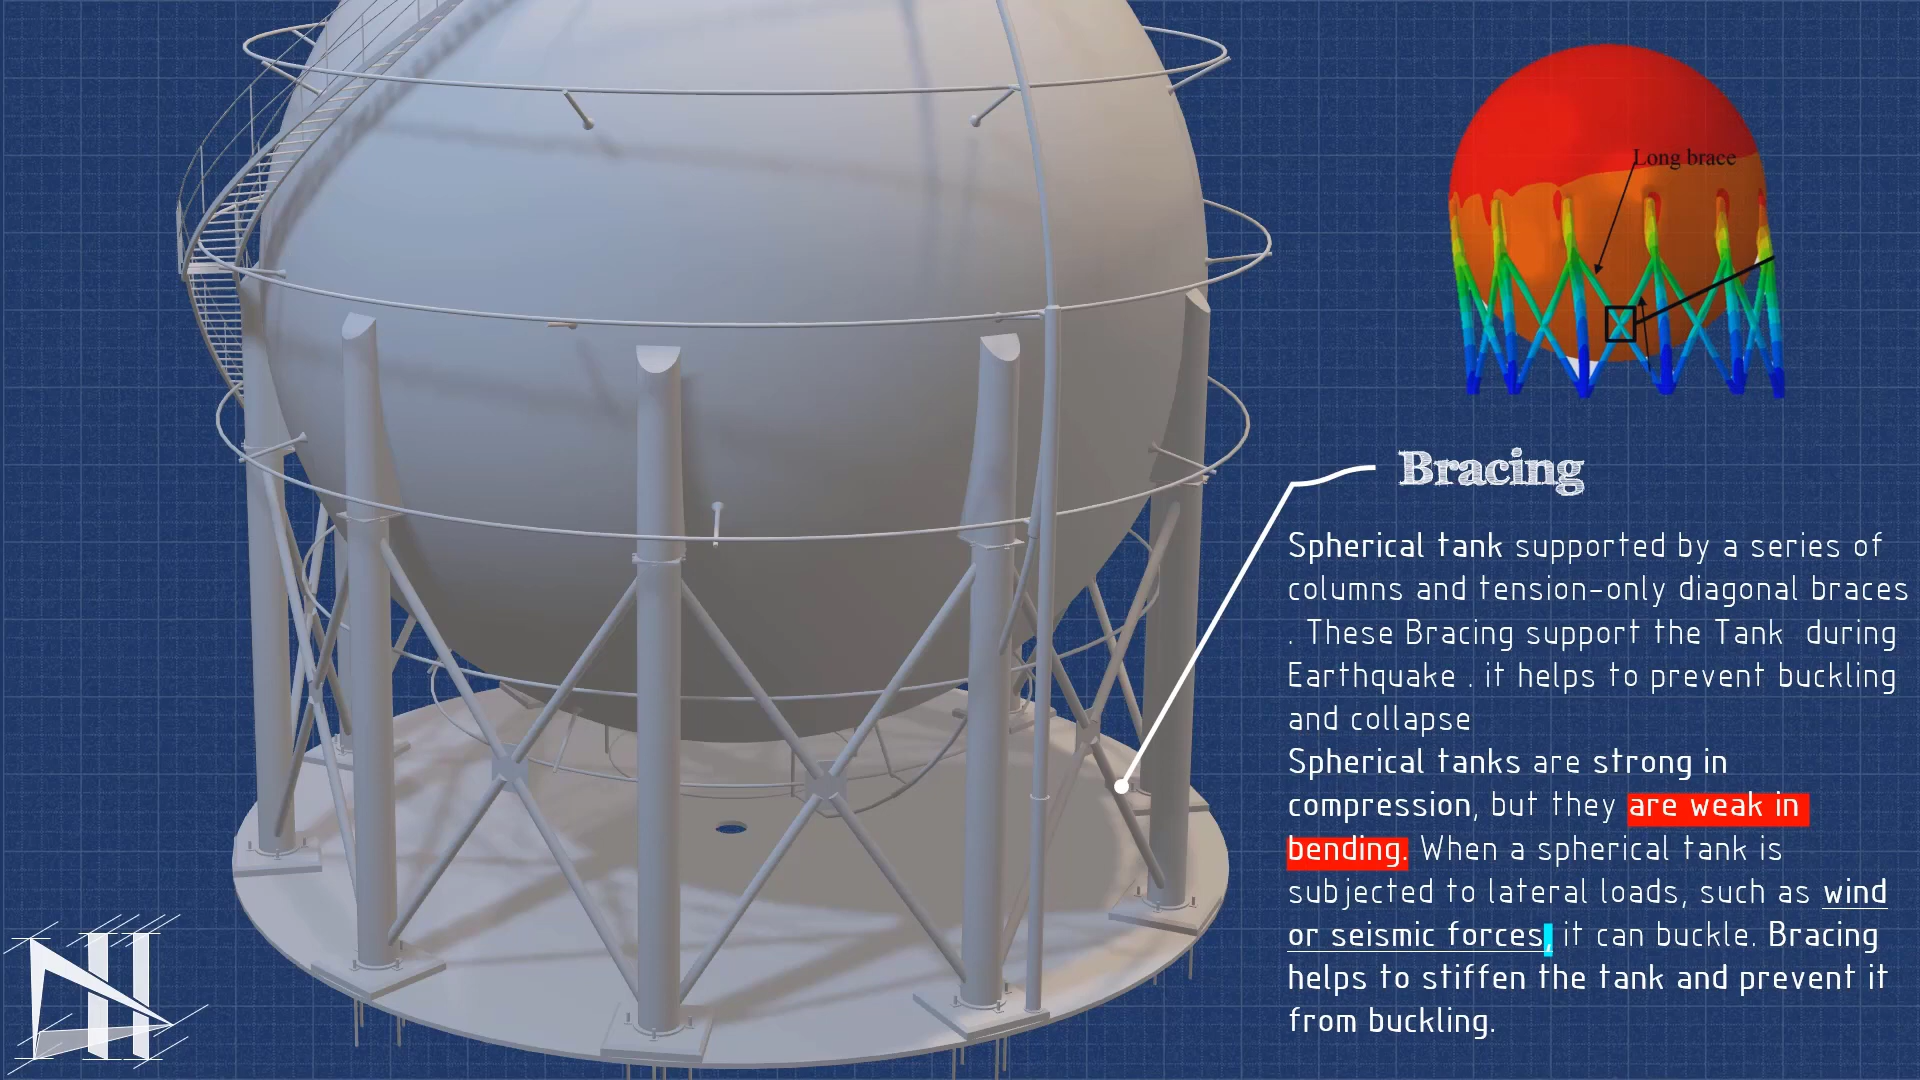 Long brace
Bracing
Spherical tank supported by a series of
columns and tension-only diagonal braces
. These Bracing support the Tank during
Earthquake . it helps to prevent buckling
and collapse
Spherical tanks are strong in
compression, but they are weak in
bending. When a spherical tank is
subjected to lateral loads, such as wind
or seismic forces, it can buckle. Bracing
helps to stiffen the tank and prevent it
from buckling.